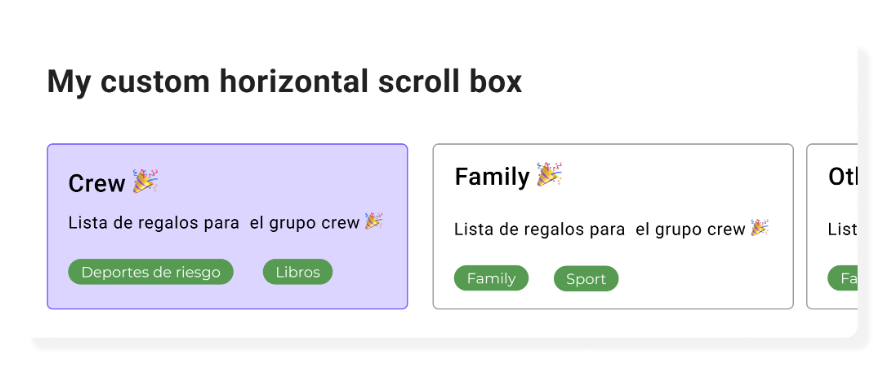 My custom horizontal scroll box
Crew 🎉
Lista de regalos para  el grupo crew 🎉
Deportes de riesgo
Libros
Family 🎉
Lista de regalos para  el grupo crew 🎉
Family
Sport